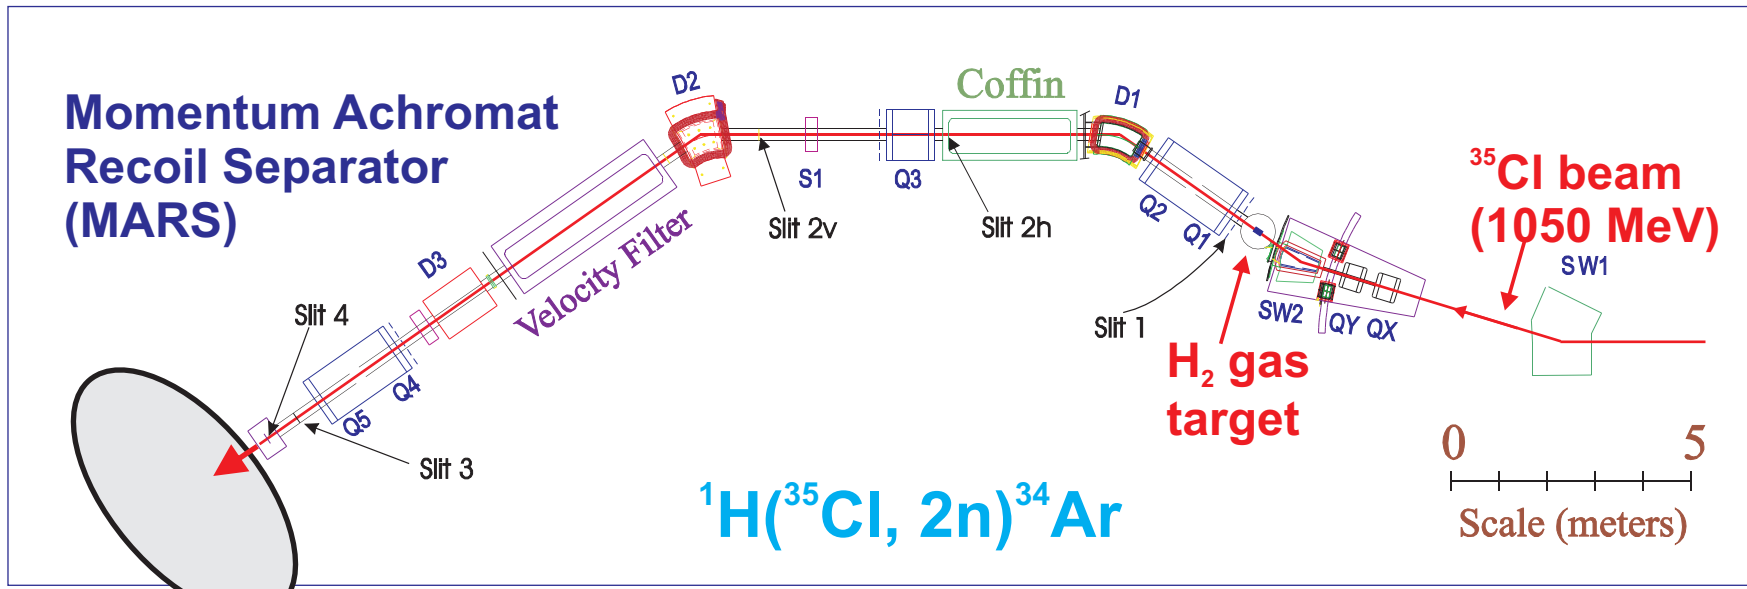 Momentum Achromat
Recoil Separator
(MARS)
D2
Coffin
D1
³⁵Cl beam
(1050 MeV)
SW1
S1
Q3
Slit 2v
Slit 2h
Q2
Q1
Slit 1
SW2
QY
QX
H₂ gas
target
Velocity Filter
D3
Slit 4
Q4
Q5
Slit 3
¹H(³⁵Cl, 2n)³⁴Ar
0 5
Scale (meters)